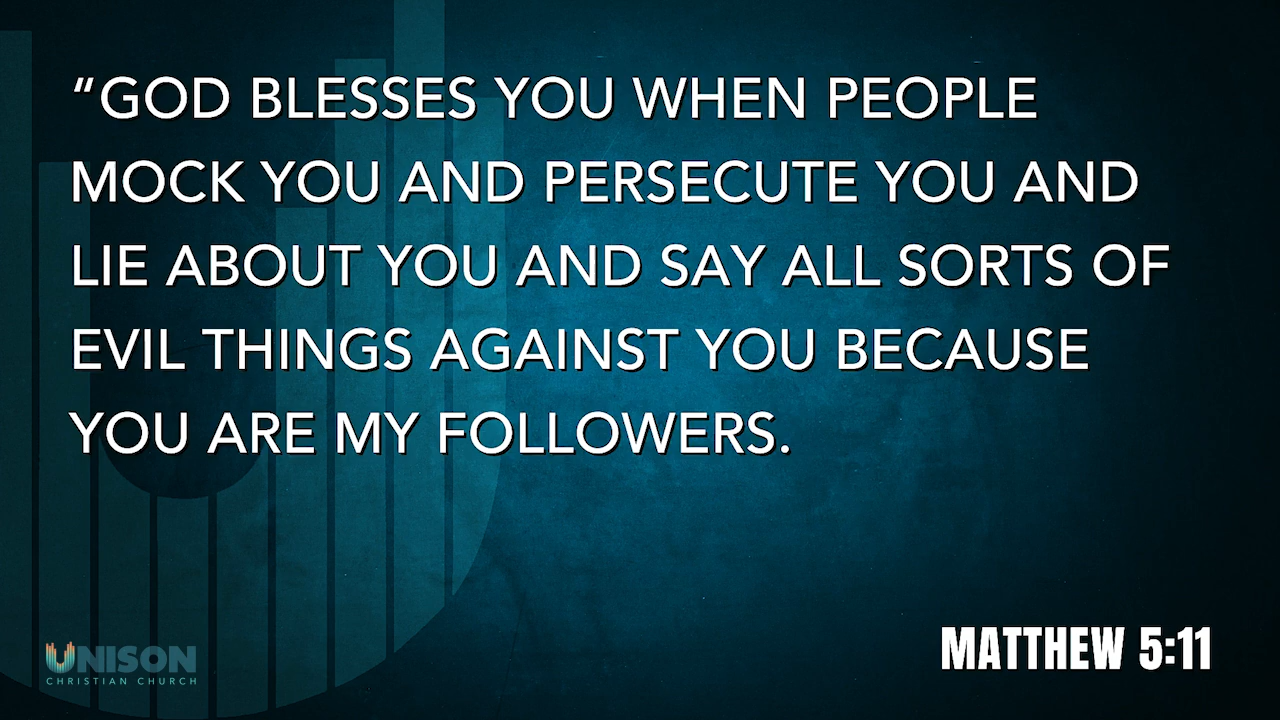 “GOD BLESSES YOU WHEN PEOPLE
MOCK YOU AND PERSECUTE YOU AND
LIE ABOUT YOU AND SAY ALL SORTS OF
EVIL THINGS AGAINST YOU BECAUSE
YOU ARE MY FOLLOWERS.
MATTHEW 5:11
UNISON
CHRISTIAN CHURCH